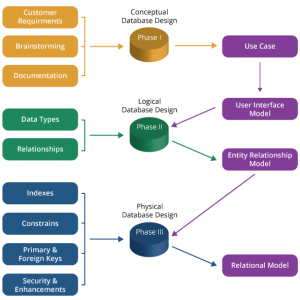 Customer
Requirments
Brainstorming
Documentation
Conceptual
Database Design
Phase I
Use Case
User Interface
Model
Data Types
Relationships
Logical
Database Design
Phase II
Entity Relationship
Model
Indexes
Constrains
Primary &
Foreign Keys
Security &
Enhancements
Physical
Database Design
Phase III
Relational Model